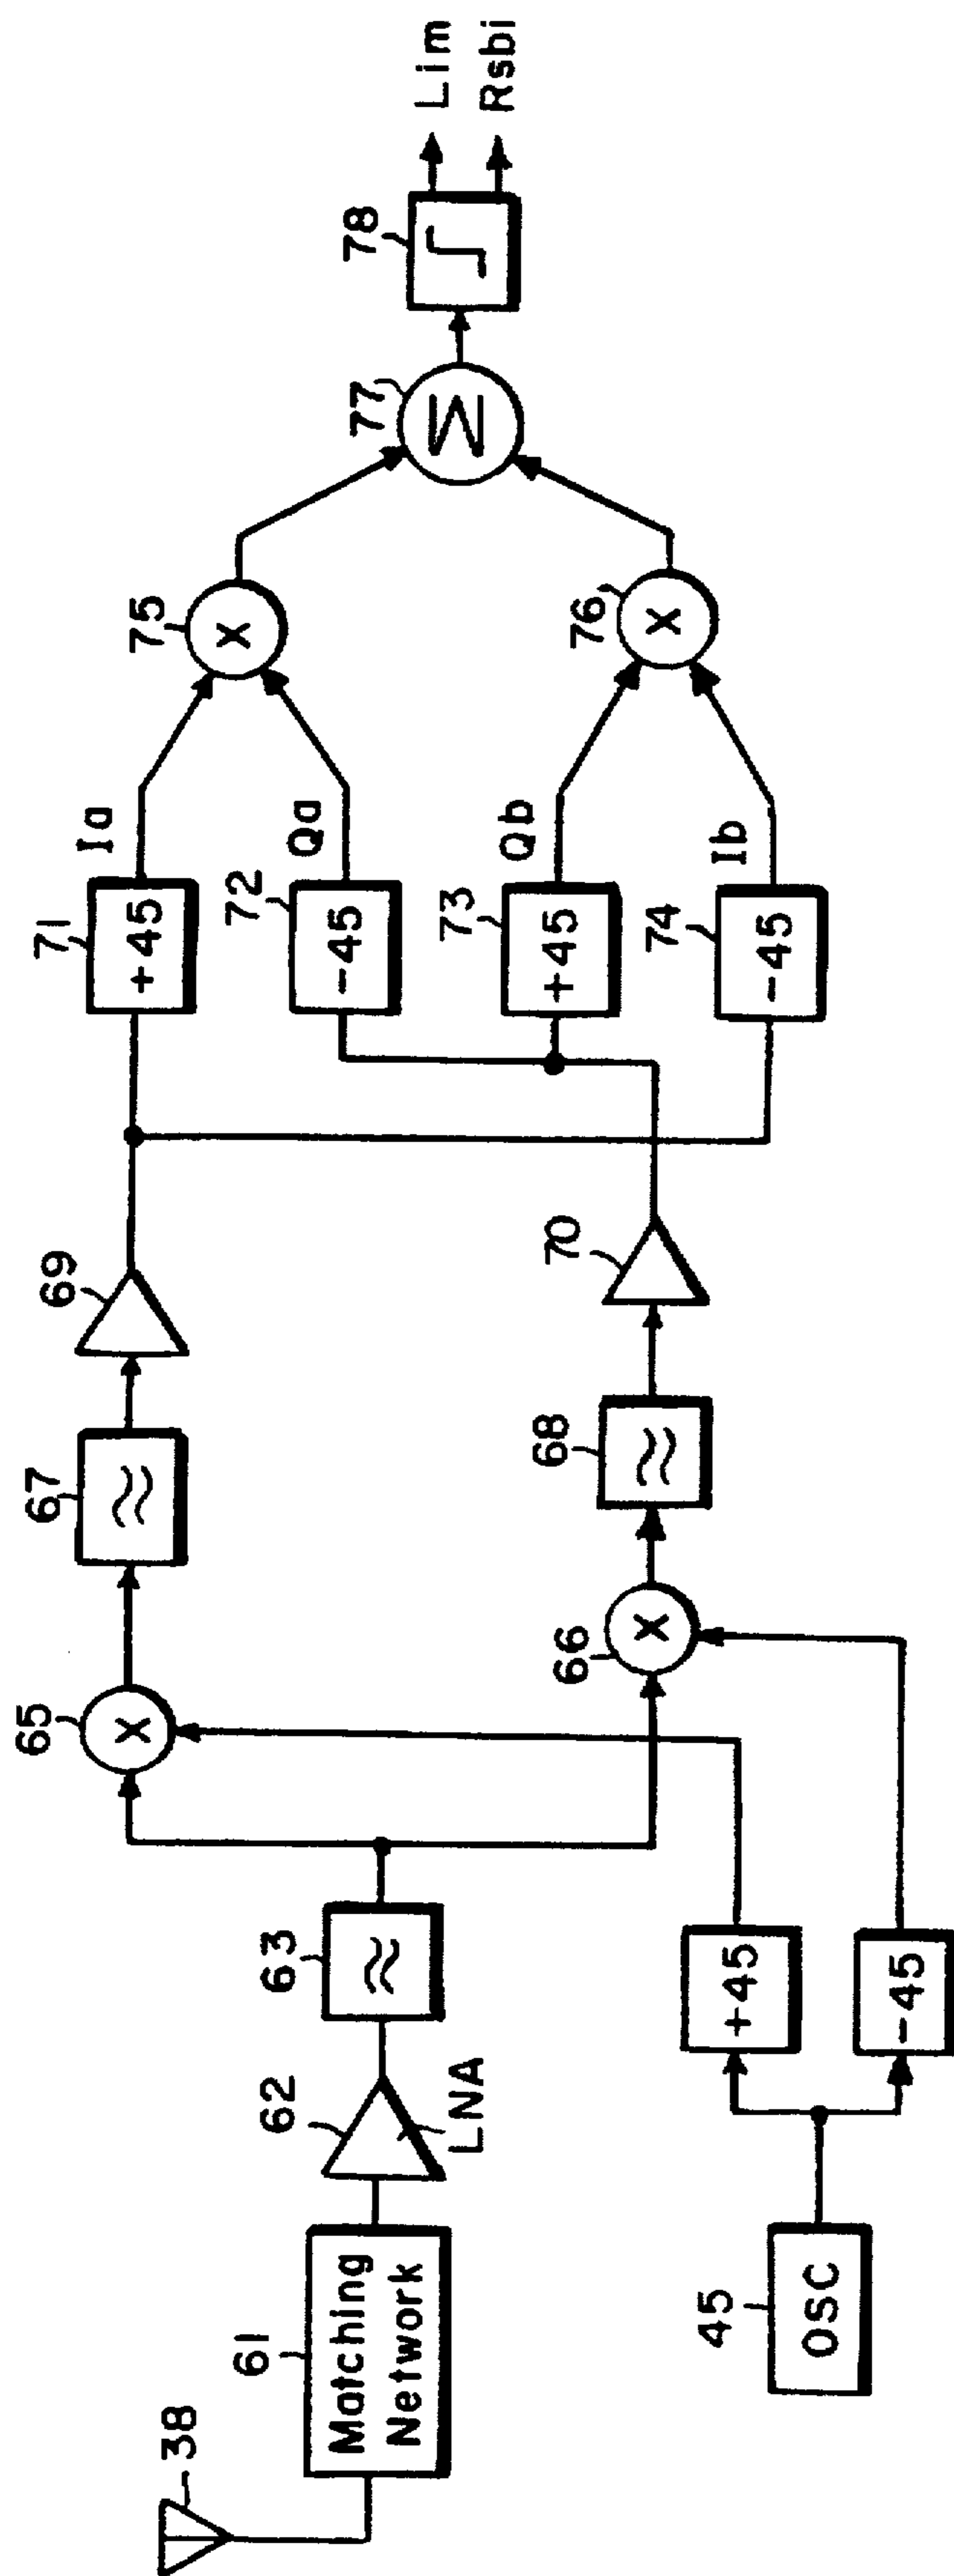 38
61
Matching
Network
62
LNA
63
45
OSC
+45
-45
65
X
66
X
67
68
69
70
71
+45
Ia
72
-45
Qa
73
+45
Qb
74
-45
Ib
75
X
76
X
77
Σ
78
Lim
Rsbi